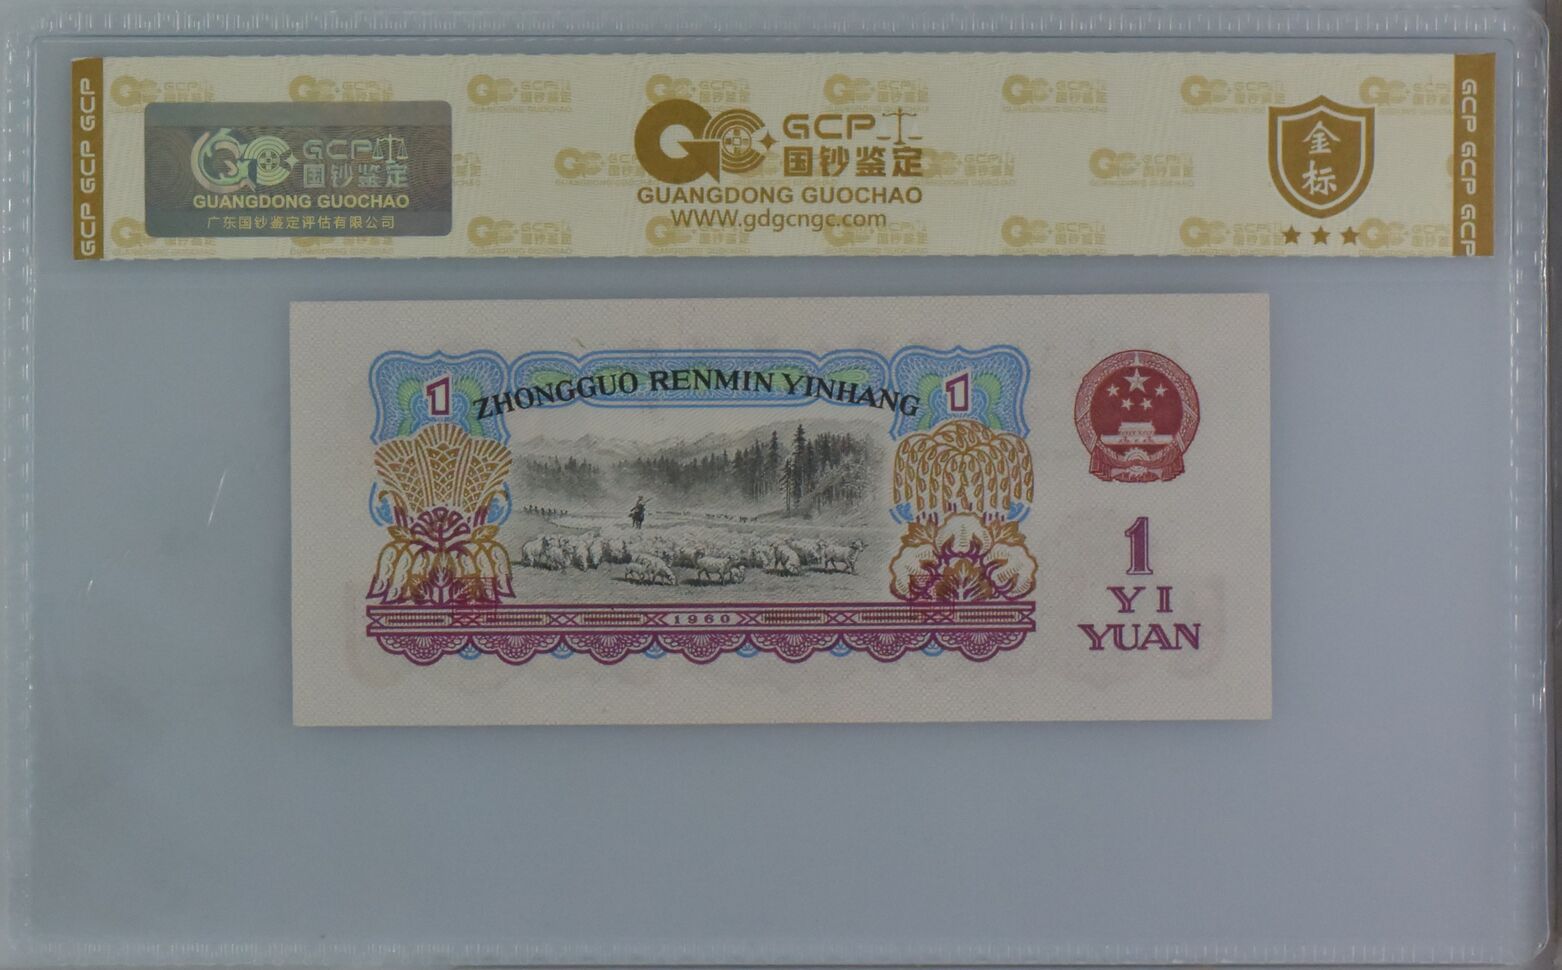 GCP GCP GCP
GCP 国钞鉴定
GUANGDONG GUOCHAO
广东国钞鉴定评估有限公司
GCP
国钞鉴定
GUANGDONG GUOCHAO
WWW.gdgcngc.com
金标
GCP GCP GCP
1
ZHONGGUO RENMIN YINHANG
1
1960
1
YI
YUAN